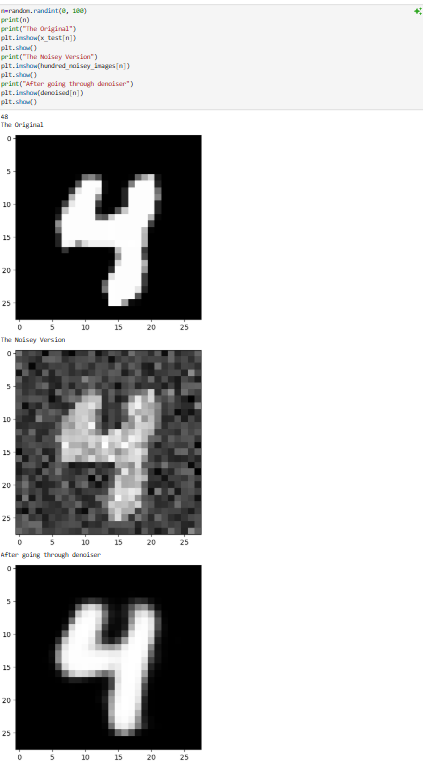 n=random.randint(0, 100)
print(n)
print("The Original")
plt.imshow(x_test[n])
plt.show()
print("The Noisey Version")
plt.imshow(hundred_noisey_images[n])
plt.show()
print("After going through denoiser")
plt.imshow(denoised[n])
plt.show()
48
The Original
0
5
10
15
20
25
0 5 10 15 20 25
4
The Noisey Version
0
5
10
15
20
25
0 5 10 15 20 25
4
After going through denoiser
0
5
10
15
20
25
0 5 10 15 20 25
4